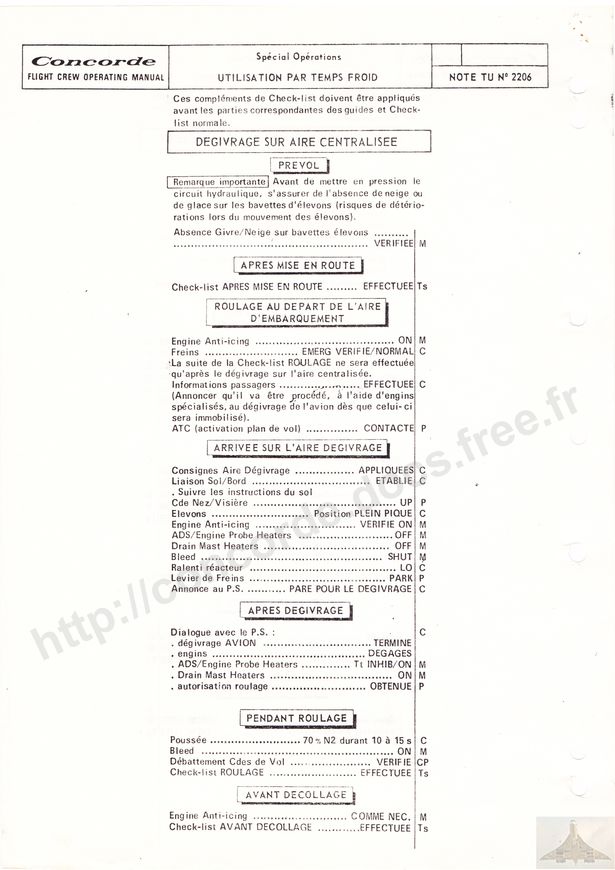 Concorde
FLIGHT CREW OPERATING MANUAL
Spécial Opérations
UTILISATION PAR TEMPS FROID
NOTE TU N° 2206
Ces compléments de Check-list doivent être appliqués
avant les parties correspondantes des guides et Check-
list normale.
DEGIVRAGE SUR AIRE CENTRALISEE
PREVOL
Remarque importante Avant de mettre en pression le
circuit hydraulique, s'assurer de l'absence de neige ou
de glace sur les bavettes d'élevons (risques de détério-
rations lors du mouvement des élevons).
Absence Givre/Neige sur bavettes élevons ..........
.................................................... VERIFIEE M
APRES MISE EN ROUTE
Check-list APRES MISE EN ROUTE ......... EFFECTUEE Ts
ROULAGE AU DEPART DE L'AIRE
D'EMBARQUEMENT
Engine Anti-icing .................................... ON M
Freins ........................ EMERG VERIFIE/NORMAL C
La suite de la Check-list ROULAGE ne sera effectuée
qu'après le dégivrage sur l'aire centralisée.
Informations passagers ..................... EFFECTUEE C
(Annoncer qu'il va être procédé, à l'aide d'engins
spécialisés, au dégivrage de l'avion dès que celui-ci
sera immobilisé).
ATC (activation plan de vol) .............. CONTACTE P
ARRIVEE SUR L'AIRE DEGIVRAGE
Consignes Aire Dégivrage ................ APPLIQUEES C
Liaison Sol/Bord ............................. ETABLIE C
. Suivre les instructions du sol
Cde Nez/Visière ..................................... UP P
Elevons ....................... Position PLEIN PIQUE C
Engine Anti-icing ........................ VERIFIE ON M
ADS/Engine Probe Heaters ......................... OFF M
Drain Mast Heaters ................................ OFF M
Bleed ............................................. SHUT M
Ralenti réacteur .................................... LO C
Levier de Freins .................................. PARK P
Annonce au P.S. ........... PARE POUR LE DEGIVRAGE C
APRES DEGIVRAGE
Dialogue avec le P.S. : C
. dégivrage AVION ............................ TERMINE
. engins ..................................... DEGAGES
. ADS/Engine Probe Heaters ............. Tt INHIB/ON M
. Drain Mast Heaters ................................ ON M
. autorisation roulage ....................... OBTENUE P
PENDANT ROULAGE
Poussée ....................... 70 % N2 durant 10 à 15 s C
Bleed ............................................... ON M
Débattement Cdes de Vol .................... VERIFIE CP
Check-list ROULAGE ...................... EFFECTUEE Ts
AVANT DECOLLAGE
Engine Anti-icing ........................ COMME NEC. M
Check-list AVANT DECOLLAGE ............EFFECTUEE Ts
http://concorde.docs.free.fr